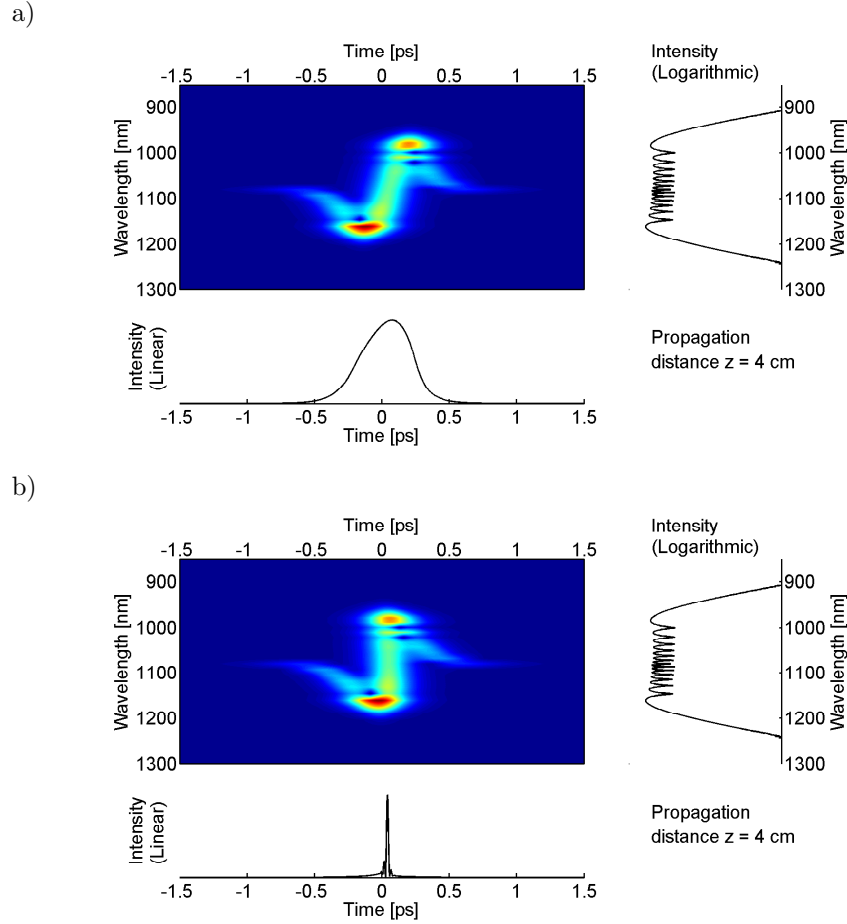 a)
Time [ps]
-1.5 -1 -0.5 0 0.5 1 1.5
Wavelength [nm]
900
1000
1100
1200
1300
Intensity
(Logarithmic)
900
1000
1100
1200
1300
Wavelength [nm]
Intensity
(Linear)
-1.5 -1 -0.5 0 0.5 1 1.5
Time [ps]
Propagation
distance z = 4 cm
b)
Time [ps]
-1.5 -1 -0.5 0 0.5 1 1.5
Wavelength [nm]
900
1000
1100
1200
1300
Intensity
(Logarithmic)
900
1000
1100
1200
1300
Wavelength [nm]
Intensity
(Linear)
-1.5 -1 -0.5 0 0.5 1 1.5
Time [ps]
Propagation
distance z = 4 cm